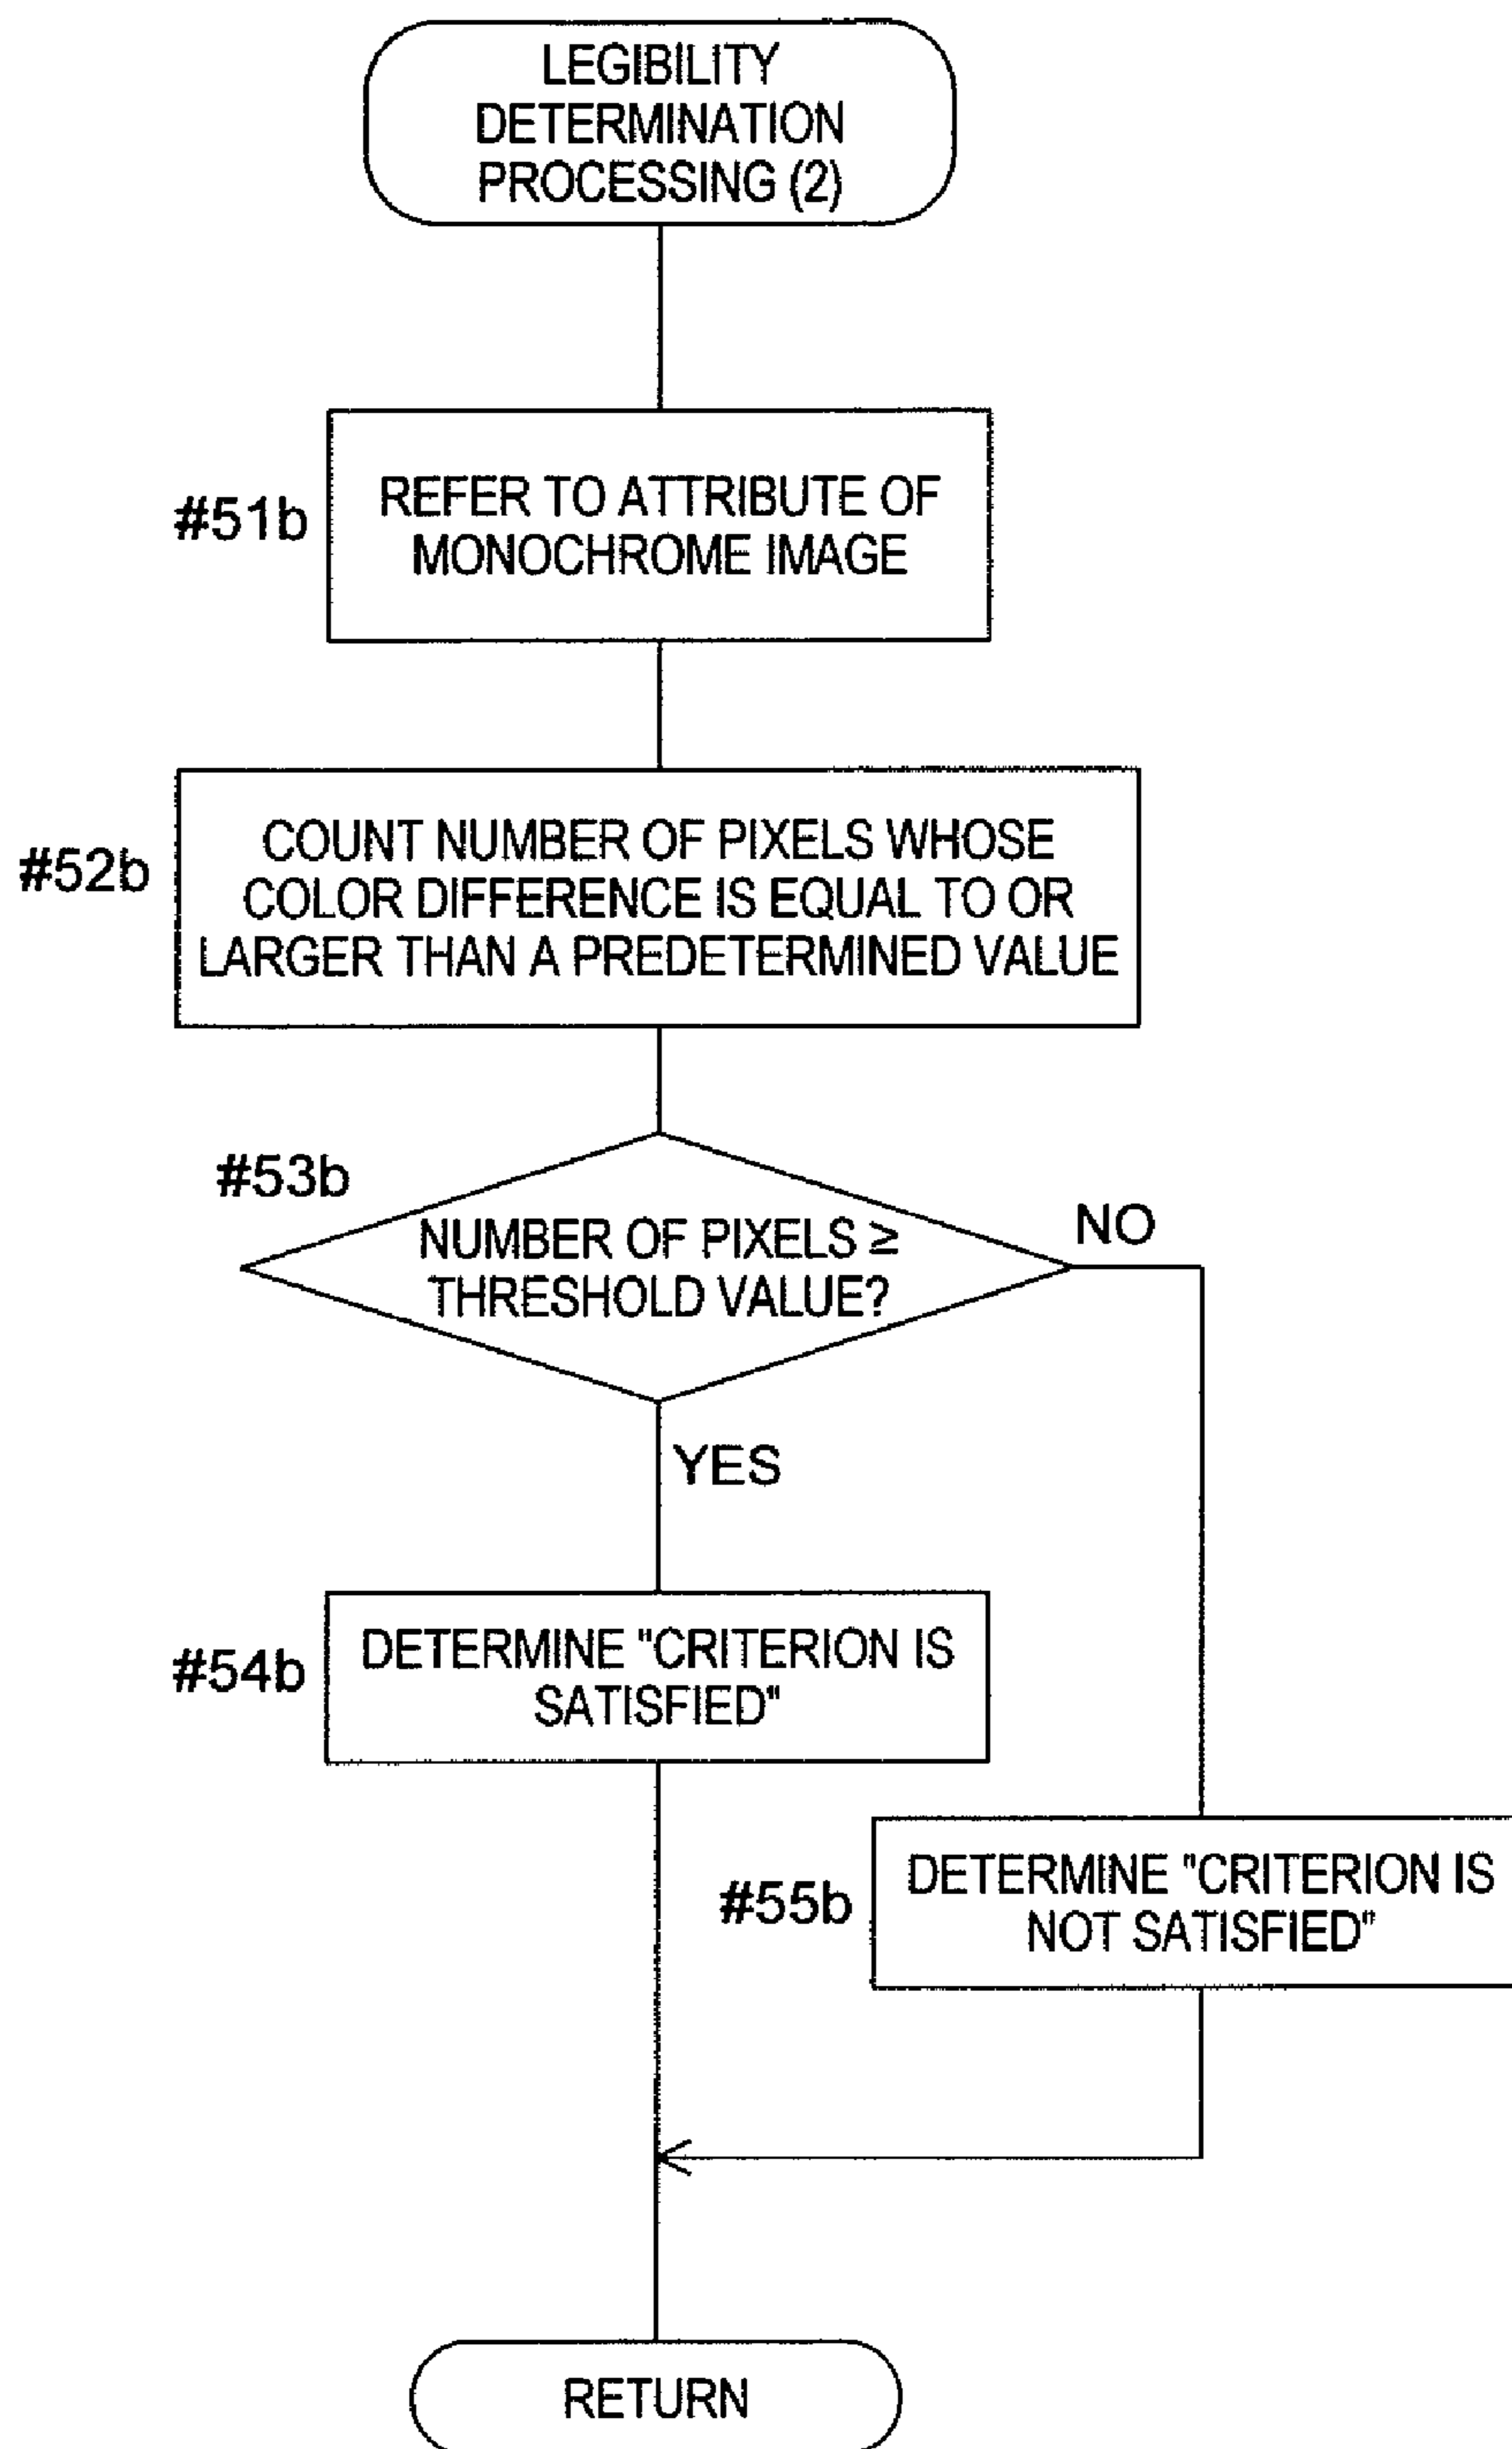 LEGIBILITY
DETERMINATION
PROCESSING (2)
#51b
REFER TO ATTRIBUTE OF
MONOCHROME IMAGE
#52b
COUNT NUMBER OF PIXELS WHOSE
COLOR DIFFERENCE IS EQUAL TO OR
LARGER THAN A PREDETERMINED VALUE
#53b
NUMBER OF PIXELS ≥
THRESHOLD VALUE?
NO
YES
#54b
DETERMINE "CRITERION IS
SATISFIED"
#55b
DETERMINE "CRITERION IS
NOT SATISFIED"
RETURN